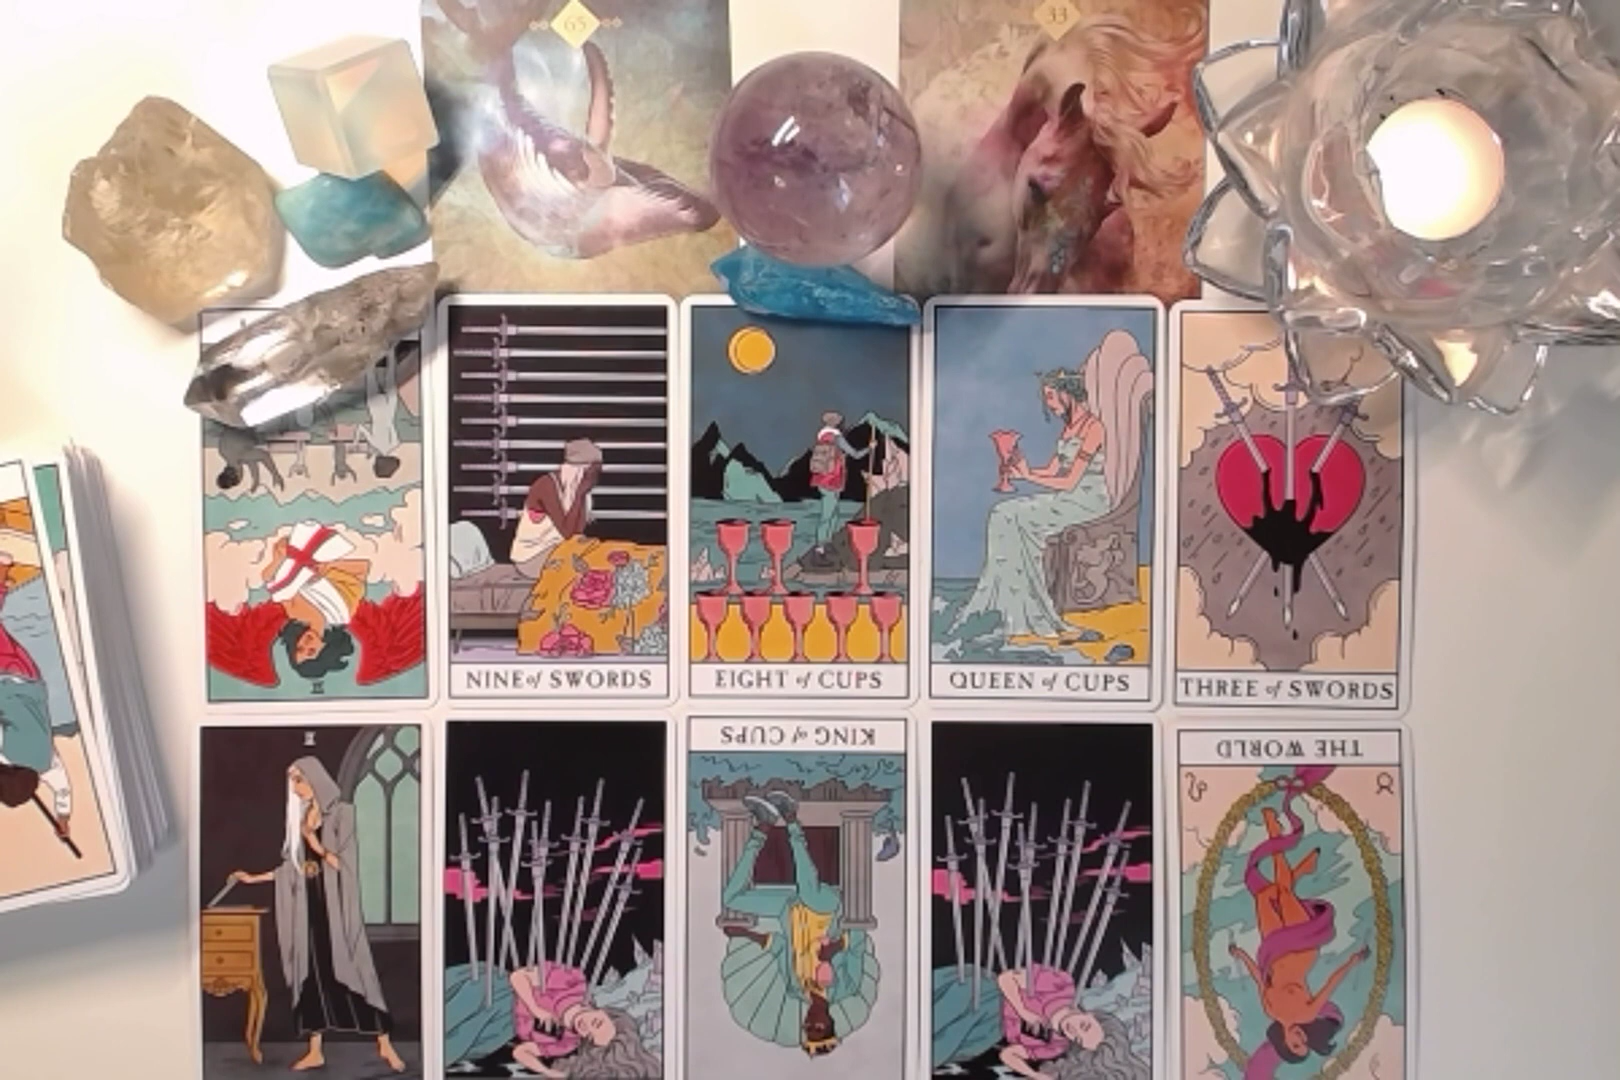 65
33
NINE of SWORDS
EIGHT of CUPS
QUEEN of CUPS
THREE of SWORDS
KING of CUPS
THE WORLD